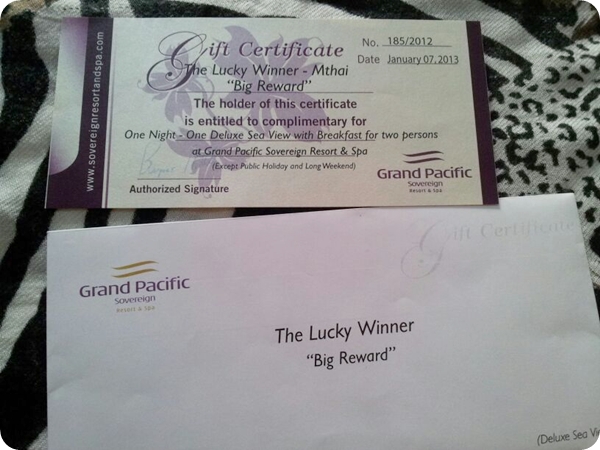 Gift Certificate
No. 185/2012
Date January 07,2013
The Lucky Winner - Mthai
"Big Reward"
The holder of this certificate
is entitled to complimentary for
One Night - One Deluxe Sea View with Breakfast for two persons
at Grand Pacific Sovereign Resort & Spa
(Except Public Holiday and Long Weekend)
Authorized Signature
Grand Pacific
Sovereign
Resort & Spa
www.sovereignresortandspa.com
Gift Certificate
Grand Pacific
Sovereign
Resort & Spa
The Lucky Winner
"Big Reward"
(Deluxe Sea